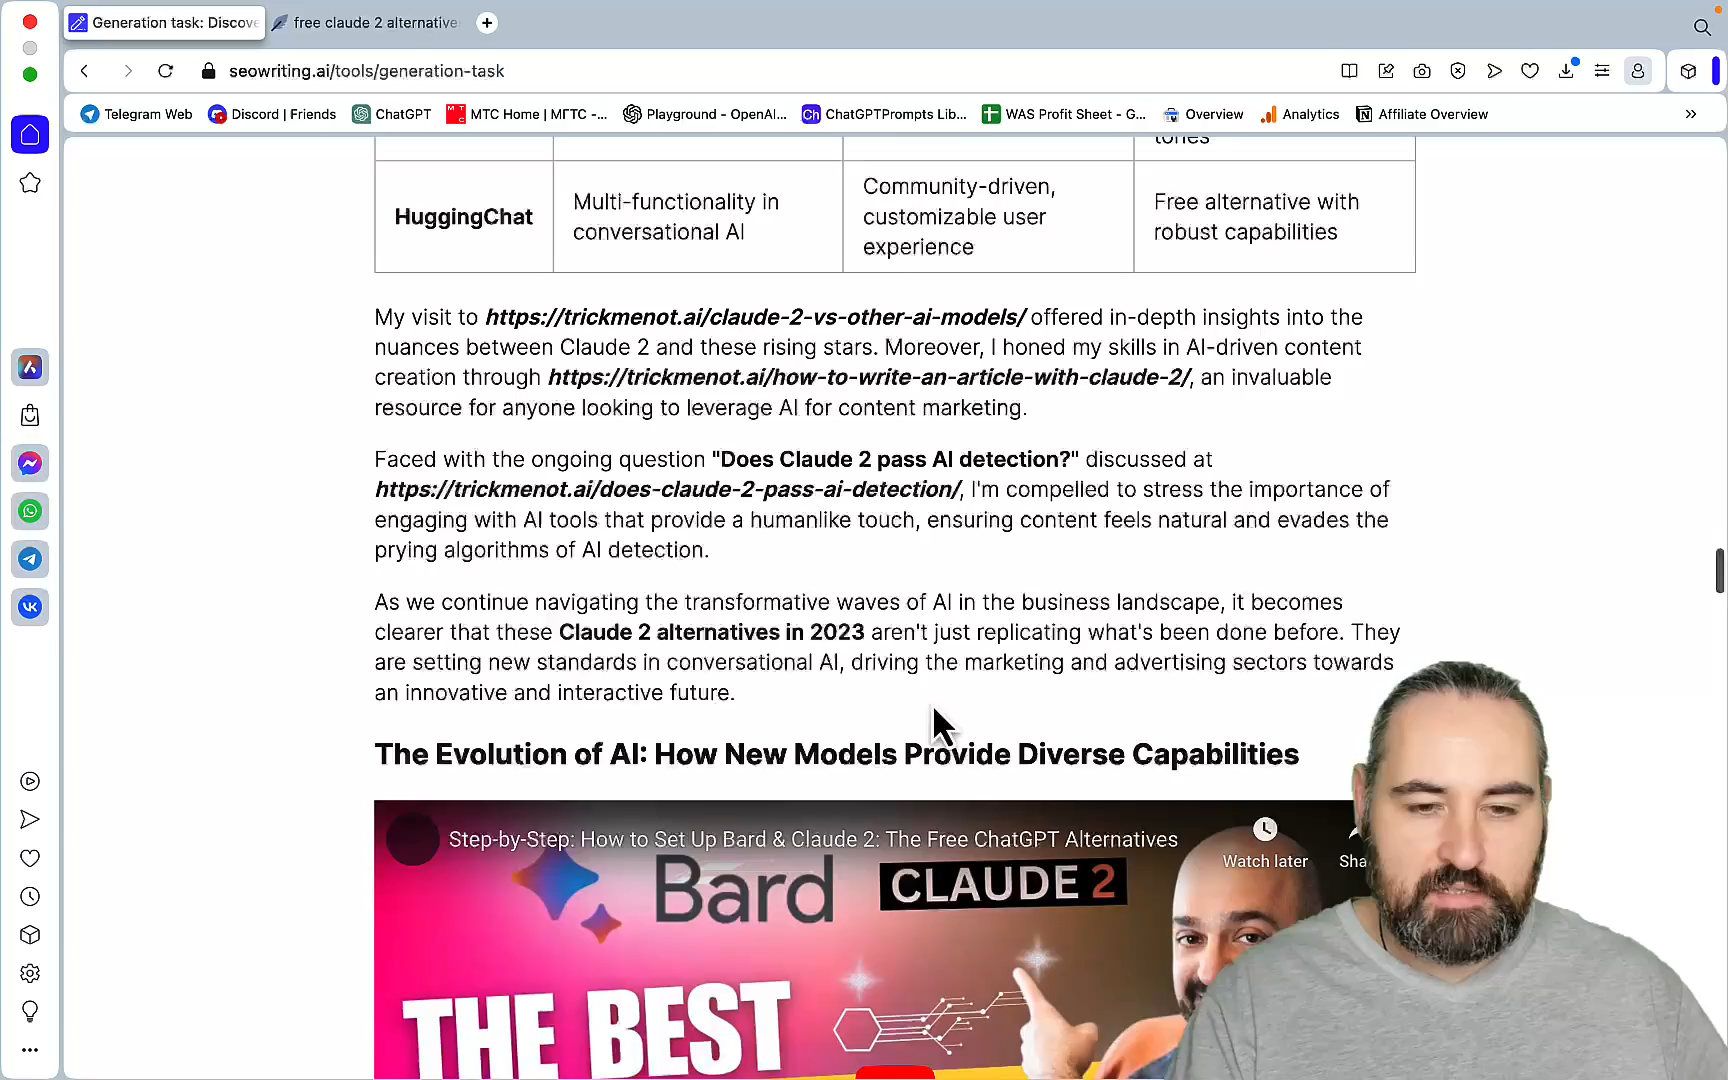 Generation task: Discove
free claude 2 alternative
seowriting.ai/tools/generation-task
Telegram Web
Discord | Friends
ChatGPT
МТС Home | МГТС -...
Playground - OpenAI...
Ch
ChatGPTPrompts Lib...
WAS Profit Sheet - G...
Overview
Analytics
Affiliate Overview
tones
HuggingChat
Multi-functionality in
conversational AI
Community-driven,
customizable user
experience
Free alternative with
robust capabilities
My visit to https://trickmenot.ai/claude-2-vs-other-ai-models/ offered in-depth insights into the
nuances between Claude 2 and these rising stars. Moreover, I honed my skills in AI-driven content
creation through https://trickmenot.ai/how-to-write-an-article-with-claude-2/, an invaluable
resource for anyone looking to leverage AI for content marketing.
Faced with the ongoing question "Does Claude 2 pass AI detection?" discussed at
https://trickmenot.ai/does-claude-2-pass-ai-detection/, I'm compelled to stress the importance of
engaging with AI tools that provide a humanlike touch, ensuring content feels natural and evades the
prying algorithms of AI detection.
As we continue navigating the transformative waves of AI in the business landscape, it becomes
clearer that these Claude 2 alternatives in 2023 aren't just replicating what's been done before. They
are setting new standards in conversational AI, driving the marketing and advertising sectors towards
an innovative and interactive future.
The Evolution of AI: How New Models Provide Diverse Capabilities
Step-by-Step: How to Set Up Bard & Claude 2: The Free ChatGPT Alternatives
Watch later
Sha
Bard
CLAUDE 2
THE BEST